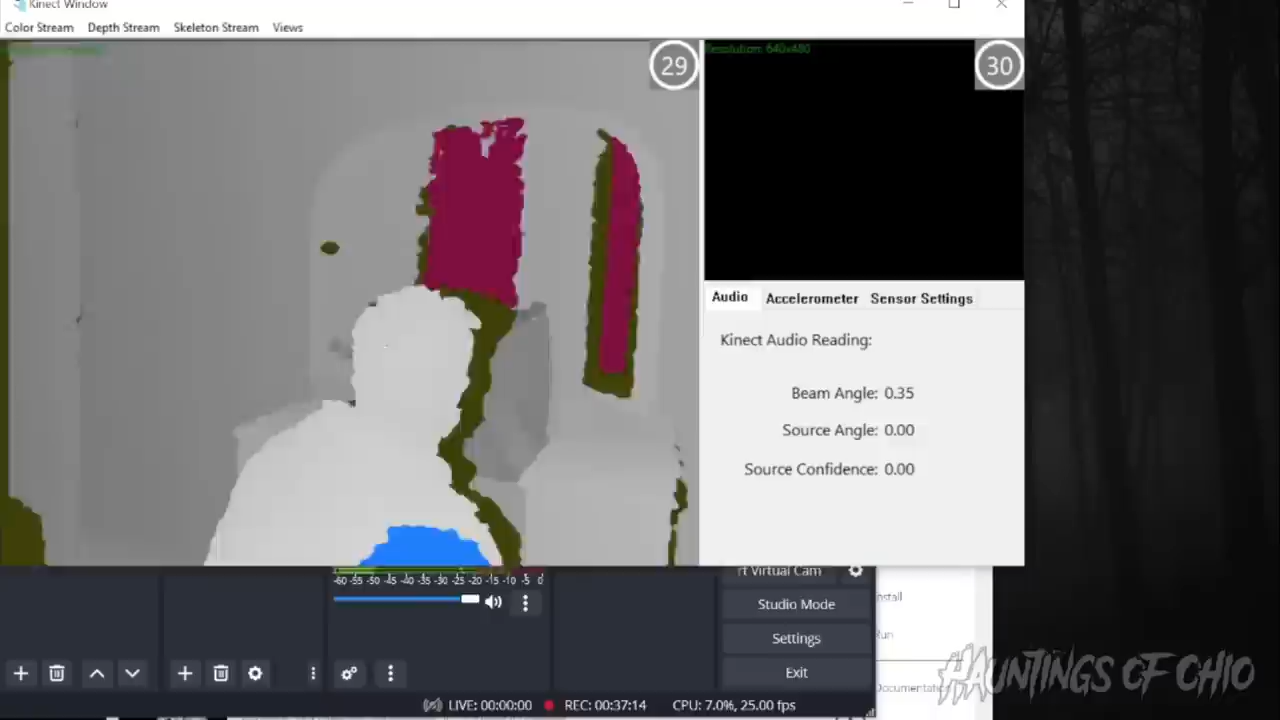 Kinect Window
Color Stream Depth Stream Skeleton Stream Views
29
Resolution: 640x480
30
Audio Accelerometer Sensor Settings
Kinect Audio Reading:
Beam Angle: 0.35
Source Angle: 0.00
Source Confidence: 0.00
-60 -55 -50 -45 -40 -35 -30 -25 -20 -15 -10 -5 0
rt Virtual Cam
Studio Mode
Settings
Exit
nstall
Run
Documentation
HAUNTINGS OF OHIO
LIVE: 00:00:00 REC: 00:37:14 CPU: 7.0%, 25.00 fps